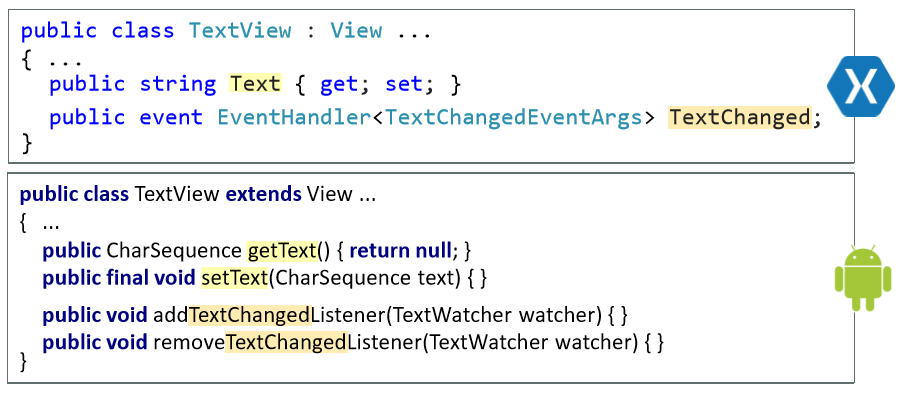 public class TextView : View ...
{ ...
public string Text { get; set; }
public event EventHandler<TextChangedEventArgs> TextChanged;
}
public class TextView extends View ...
{ ...
public CharSequence getText() { return null; }
public final void setText(CharSequence text) { }
public void addTextChangedListener(TextWatcher watcher) { }
public void removeTextChangedListener(TextWatcher watcher) { }
}